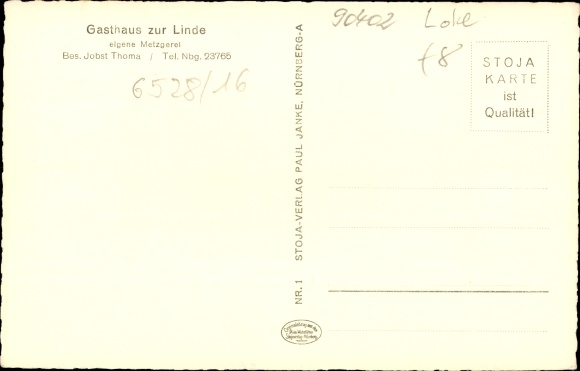 Gasthaus zur Linde
eigene Metzgerei
Bes. Jobst Thoma / Tel. Nbg. 23765
6528/16
NR. 1 STOJA-VERLAG PAUL JANKE, NÜRNBERG-A
90402
f8
STOJA
KARTE
ist
Qualität!